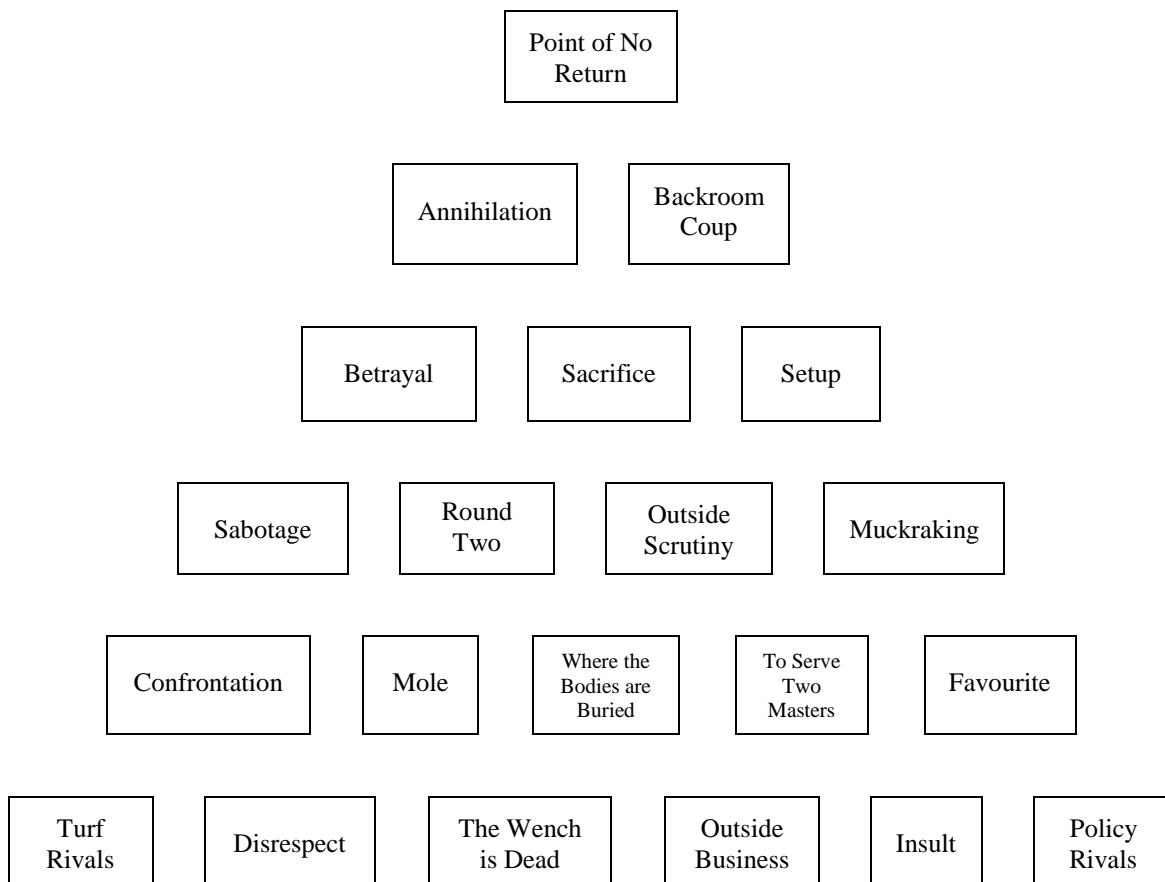 Point of No
Return
Annihilation
Backroom
Coup
Betrayal
Sacrifice
Setup
Sabotage
Round
Two
Outside
Scrutiny
Muckraking
Confrontation
Mole
Where the
Bodies are
Buried
To Serve
Two
Masters
Favourite
Turf
Rivals
Disrespect
The Wench
is Dead
Outside
Business
Insult
Policy
Rivals